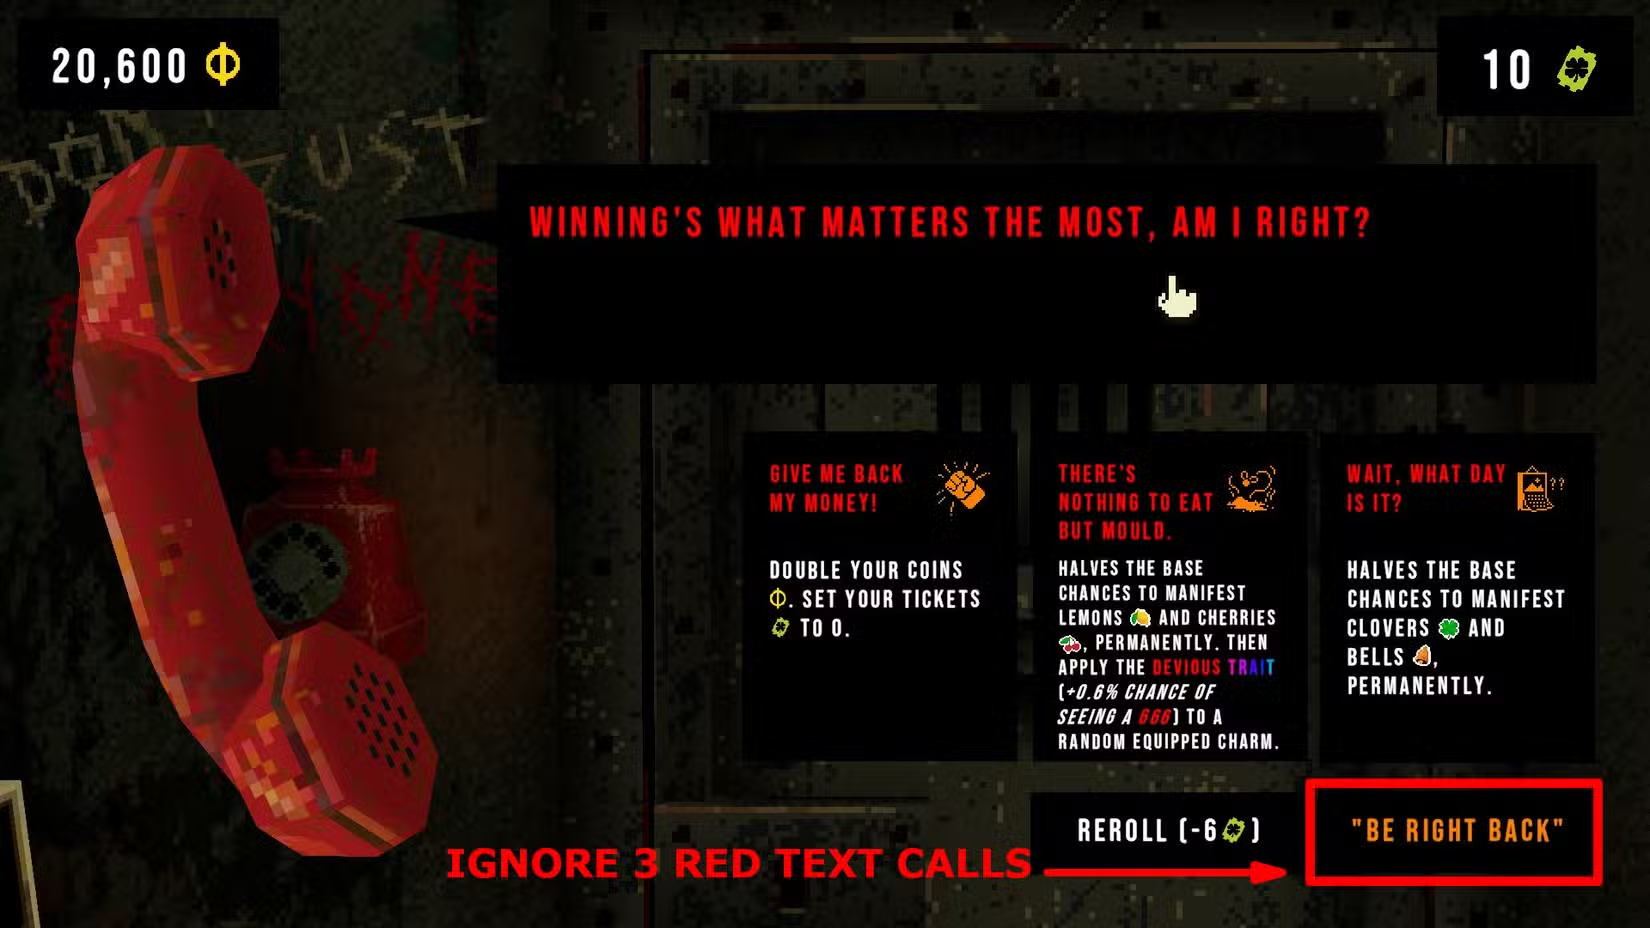 20,600
10
DON'T TRUST
WINNING'S WHAT MATTERS THE MOST, AM I RIGHT?
GIVE ME BACK
MY MONEY!
DOUBLE YOUR COINS
. SET YOUR TICKETS
TO 0.
THERE'S
NOTHING TO EAT
BUT MOULD.
HALVES THE BASE
CHANCES TO MANIFEST
LEMONS AND CHERRIES
, PERMANENTLY. THEN
APPLY THE DEVIOUS TRAIT
(+0.6% CHANCE OF
SEEING A 666) TO A
RANDOM EQUIPPED CHARM.
WAIT, WHAT DAY
IS IT?
??
HALVES THE BASE
CHANCES TO MANIFEST
CLOVERS AND
BELLS ,
PERMANENTLY.
REROLL (-6 )
"BE RIGHT BACK"
IGNORE 3 RED TEXT CALLS